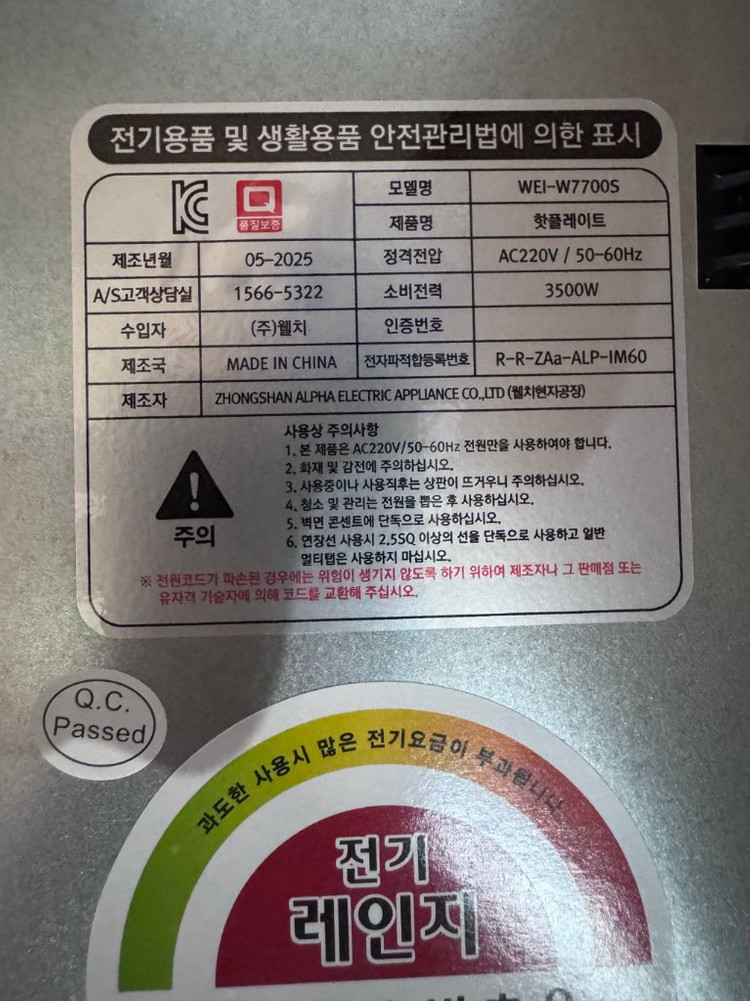 전기용품 및 생활용품 안전관리법에 의한 표시
KC Q 품질보증
모델명 WEI-W7700S
제품명 핫플레이트
제조년월 05-2025 정격전압 AC220V / 50-60Hz
A/S고객상담실 1566-5322 소비전력 3500W
수입자 (주)웰치 인증번호
제조국 MADE IN CHINA 전자파적합등록번호 R-R-ZAa-ALP-IM60
제조자 ZHONGSHAN ALPHA ELECTRIC APPLIANCE CO.,LTD (웰치현지공장)
사용상 주의사항
1. 본 제품은 AC220V/50-60Hz 전원만을 사용하여야 합니다.
2. 화재 및 감전에 주의하십시오.
3. 사용중이나 사용직후는 상판이 뜨거우니 주의하십시오.
4. 청소 및 관리는 전원을 뽑은 후 사용하십시오.
5. 벽면 콘센트에 단독으로 사용하십시오.
6. 연장선 사용시 2.5SQ 이상의 선을 단독으로 사용하고 일반
멀티탭은 사용하지 마십시오.
주의
※ 전원코드가 파손된 경우에는 위험이 생기지 않도록 하기 위하여 제조자나 그 판매점 또는
유자격 기술자에 의해 코드를 교환해 주십시오.
Q.C.
Passed
과도한 사용시 많은 전기요금이 부과됩니다
전기
레인지